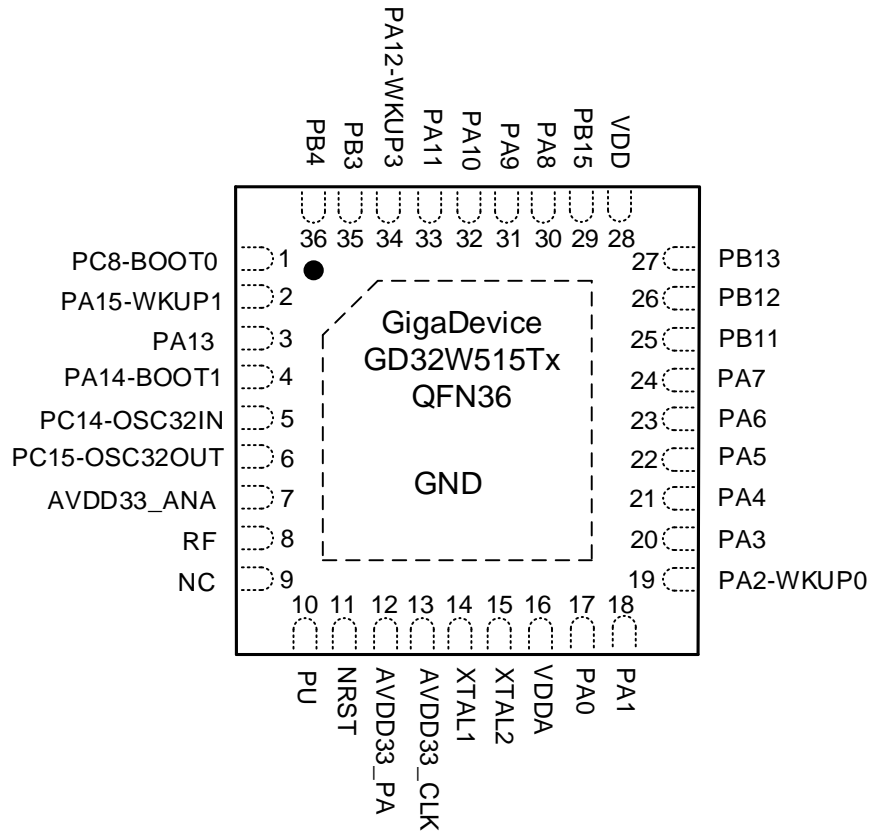 PB4
PB3
PA12-WKUP3
PA11
PA10
PA9
PA8
PB15
VDD
36
35
34
33
32
31
30
29
28
PC8-BOOT0 1
PA15-WKUP1 2
PA13 3
PA14-BOOT1 4
PC14-OSC32IN 5
PC15-OSC32OUT 6
AVDD33_ANA 7
RF 8
NC 9
GigaDevice
GD32W515Tx
QFN36
GND
27 PB13
26 PB12
25 PB11
24 PA7
23 PA6
22 PA5
21 PA4
20 PA3
19 PA2-WKUP0
10
11
12
13
14
15
16
17
18
PU
NRST
AVDD33_PA
AVDD33_CLK
XTAL1
XTAL2
VDDA
PA0
PA1